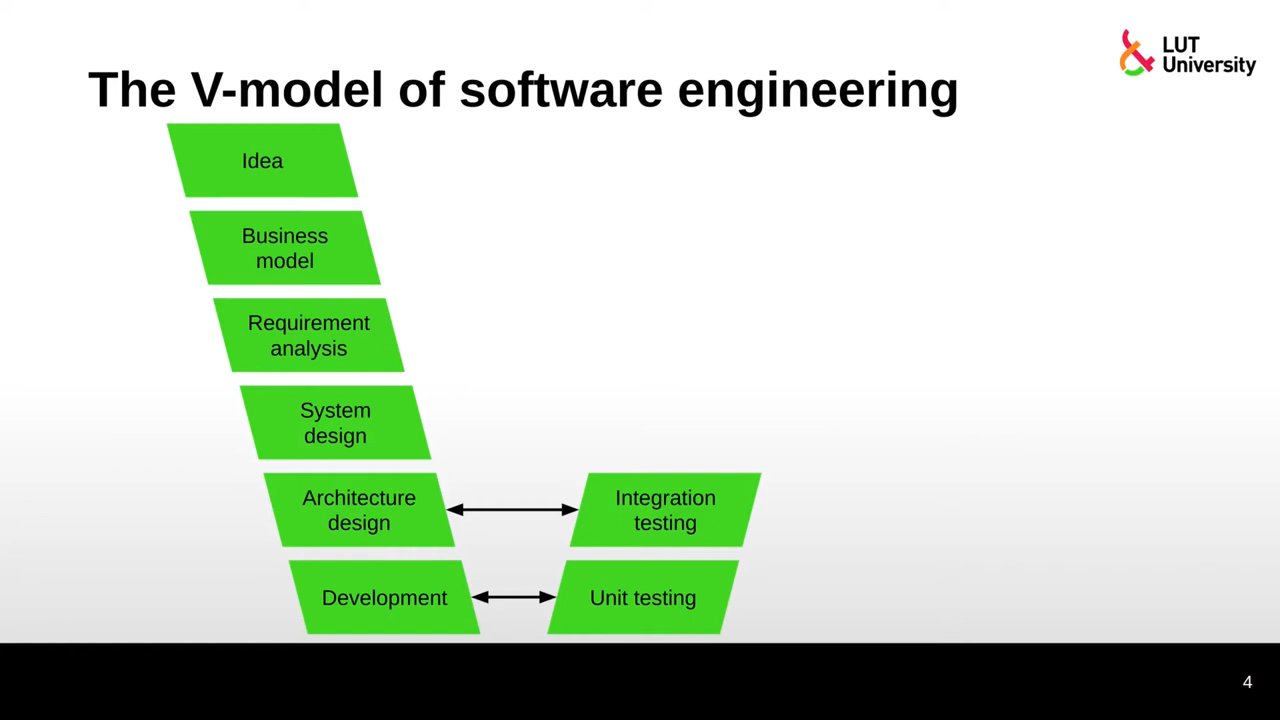 LUT
University
The V-model of software engineering
Idea
Business
model
Requirement
analysis
System
design
Architecture
design
Integration
testing
Development
Unit testing
4